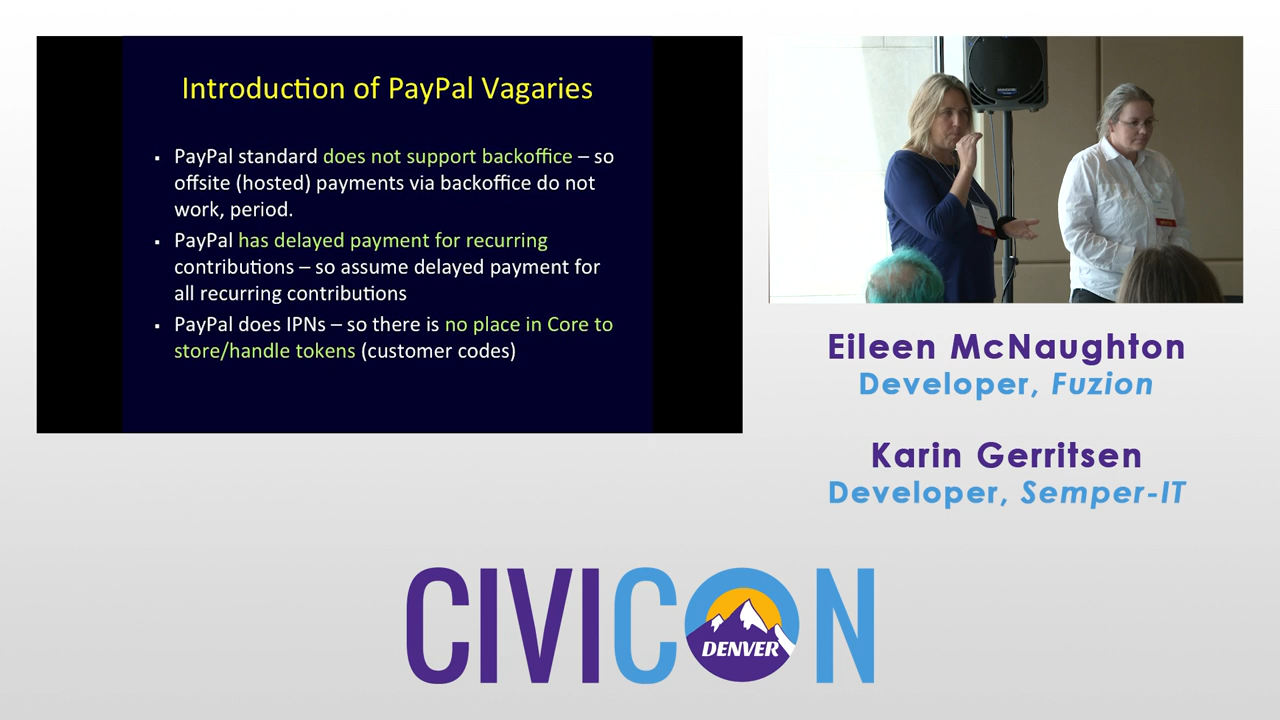 Introduction of PayPal Vagaries
▪ PayPal standard does not support backoffice – so
offsite (hosted) payments via backoffice do not
work, period.
▪ PayPal has delayed payment for recurring
contributions – so assume delayed payment for
all recurring contributions
▪ PayPal does IPNs – so there is no place in Core to
store/handle tokens (customer codes)
Eileen McNaughton
Developer, Fuzion
Karin Gerritsen
Developer, Semper-IT
CIVICON
DENVER